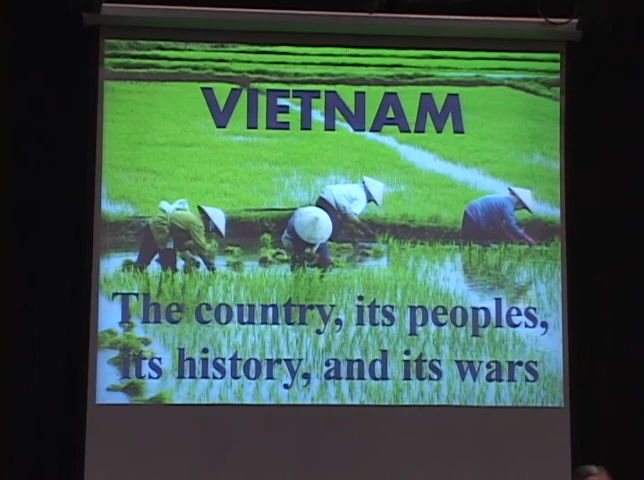 VIETNAM
The country, its peoples,
its history, and its wars